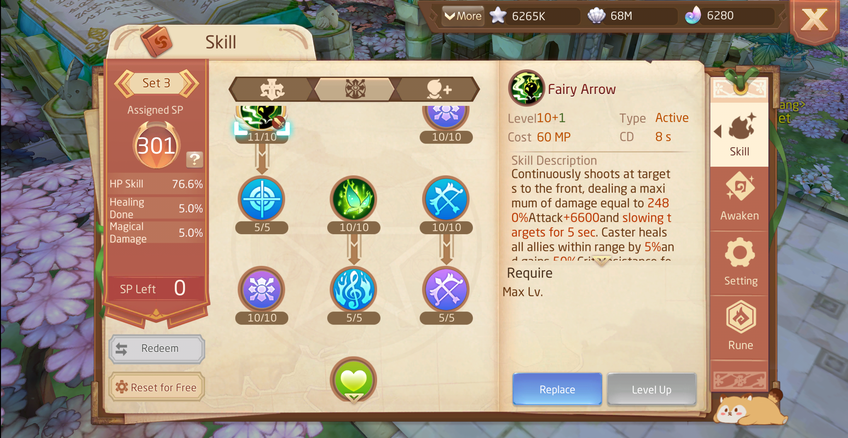 More
6265K
68M
6280
Skill
Set 3
Assigned SP
301
?
HP Skill 76.6%
Healing
Done 5.0%
Magical
Damage 5.0%
SP Left 0
Redeem
Reset for Free
11/10
10/10
5/5
10/10
10/10
10/10
5/5
5/5
Fairy Arrow
Level10+1 Type Active
Cost 60 MP CD 8 s
Skill Description
Continuously shoots at target
s to the front, dealing a maxi
mum of damage equal to 248
0%Attack+6600and slowing t
argets for 5 sec. Caster heals
all allies within range by 5%an
Require
Max Lv.
Replace
Level Up
Skill
Awaken
Setting
Rune